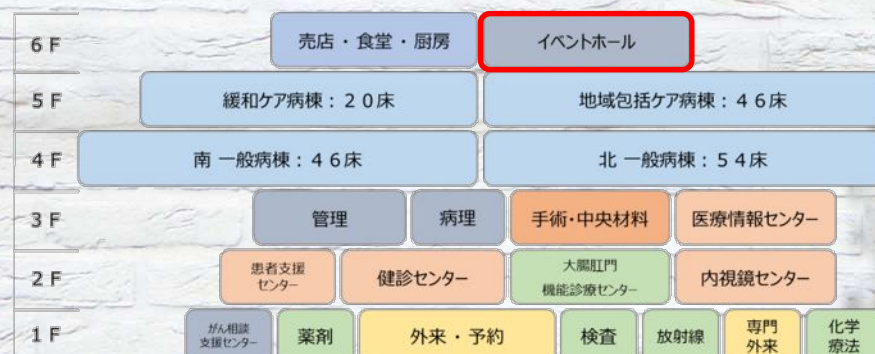 6 F
売店・食堂・厨房
イベントホール
5 F
緩和ケア病棟：２０床
地域包括ケア病棟：４６床
4 F
南 一般病棟：４６床
北 一般病棟：５４床
3 F
管理
病理
手術･中央材料
医療情報センター
2 F
患者支援
センター
健診センター
大腸肛門
機能診療センター
内視鏡センター
1 F
がん相談
支援センター
薬剤
外来・予約
検査
放射線
専門
外来
化学
療法